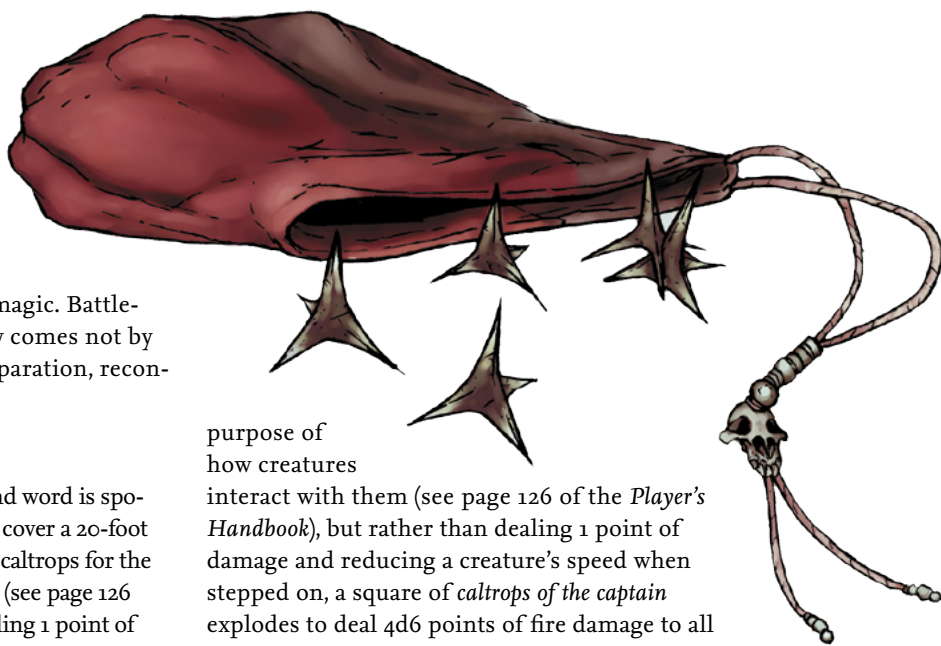 magic. Battle-
comes not by
paration, recon-
nd word is spo-
cover a 20-foot
caltrops for the
(see page 126
ling 1 point of
purpose of
how creatures
interact with them (see page 126 of the Player's
Handbook), but rather than dealing 1 point of
damage and reducing a creature's speed when
stepped on, a square of caltrops of the captain
explodes to deal 4d6 points of fire damage to all